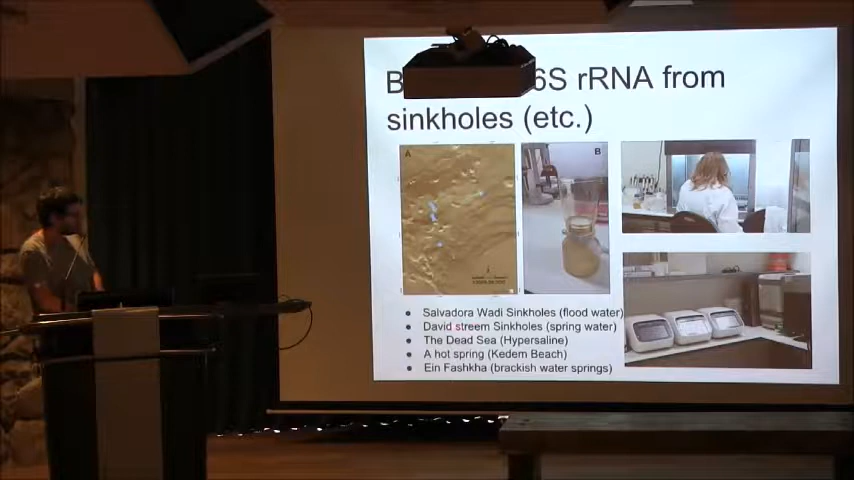 B 6S rRNA from
sinkholes (etc.)
A
B
Salvadora Wadi Sinkholes (flood water)
David streem Sinkholes (spring water)
The Dead Sea (Hypersaline)
A hot spring (Kedem Beach)
Ein Fashkha (brackish water springs)